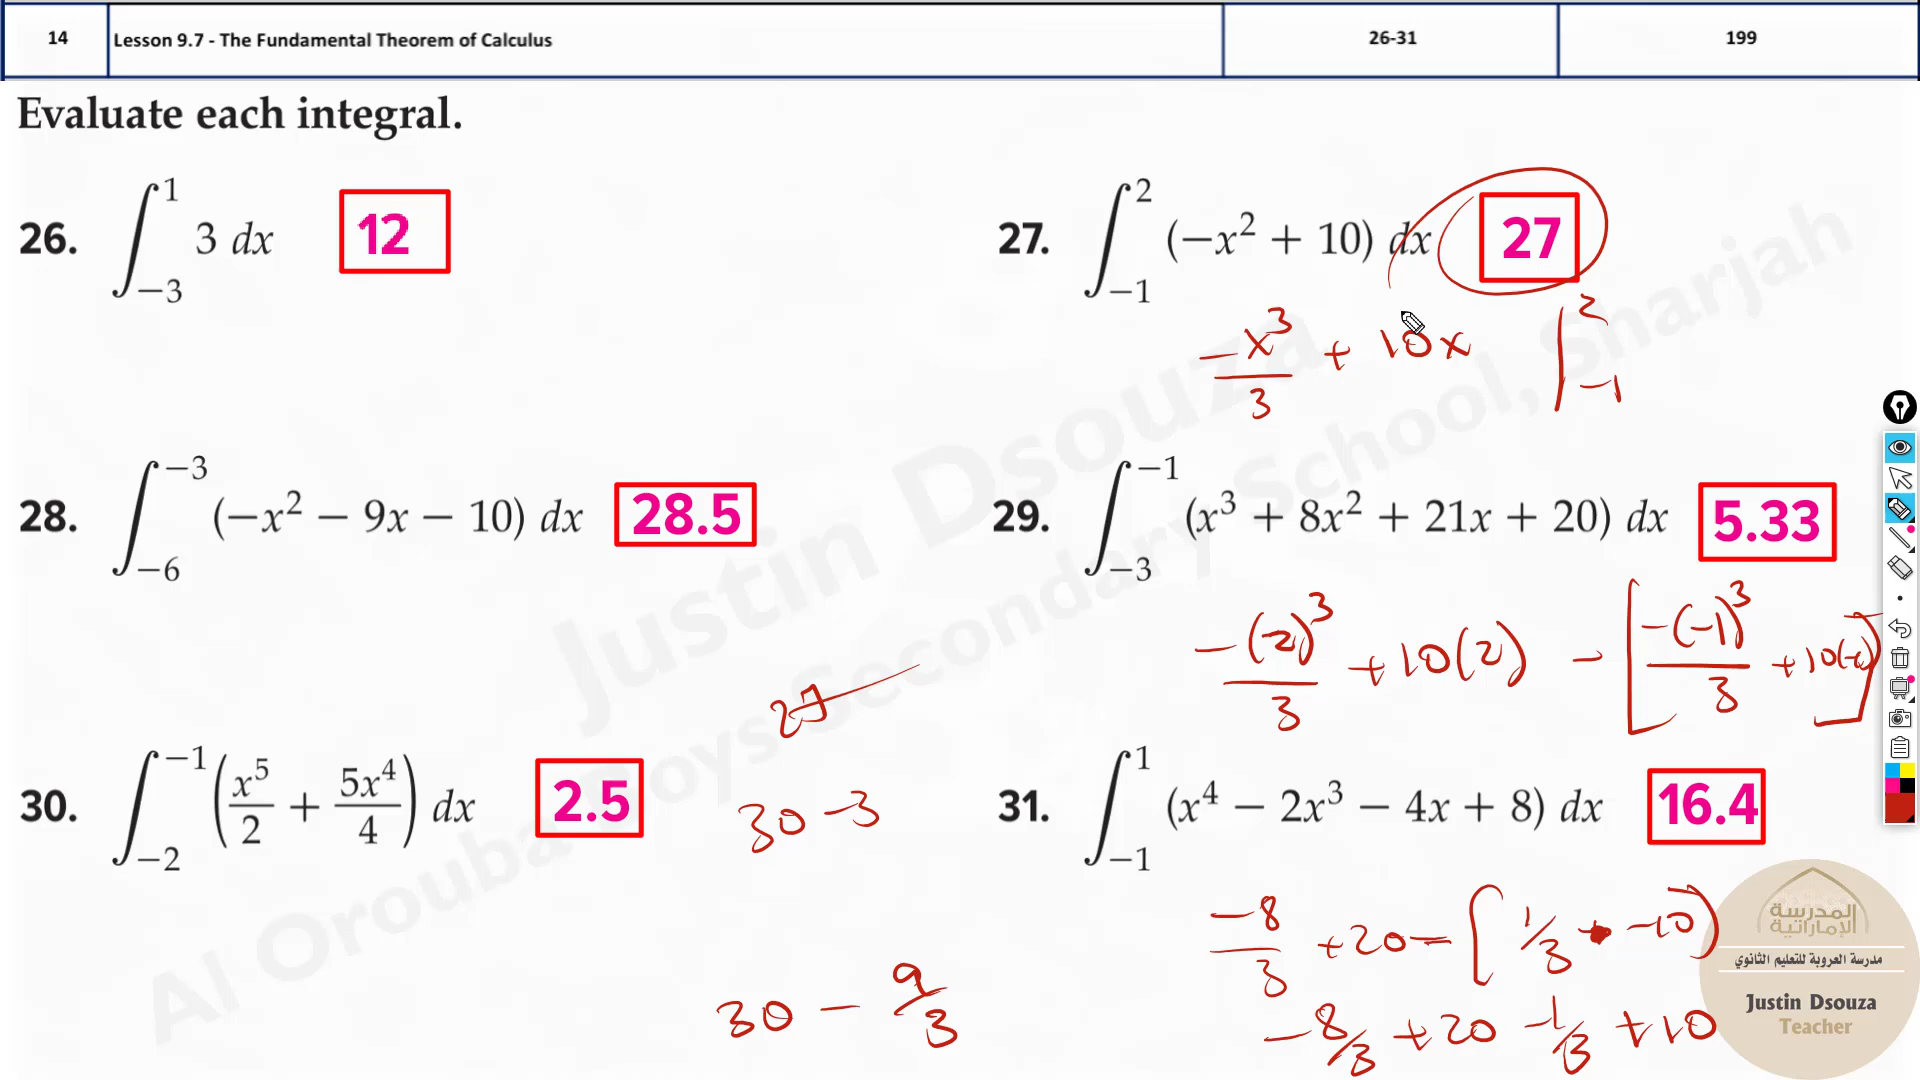 14 Lesson 9.7 - The Fundamental Theorem of Calculus 26-31 199
Evaluate each integral.
26. ∫₋₃¹ 3 dx 12
27. ∫₋₁² (−x² + 10) dx 27
−x³/3 + 10x |₋₁²
28. ∫₋₆⁻³ (−x² − 9x − 10) dx 28.5
29. ∫₋₃⁻¹ (x³ + 8x² + 21x + 20) dx 5.33
−(2)³/3 + 10(2) − [−(−1)³/3 + 10(−1)]
27
30. ∫₋₂⁻¹ (x⁵/2 + 5x⁴/4) dx 2.5
30 − 3
31. ∫₋₁¹ (x⁴ − 2x³ − 4x + 8) dx 16.4
−8/3 + 20 − [1/3 − 10)
30 − 9/3
−8/3 + 20 − 1/3 + 10
Justin Dsouza
Al Orouba Boys Secondary School, Sharjah
المدرسة
الإماراتية
مدرسة العروبة للتعليم الثانوي
Justin Dsouza
Teacher